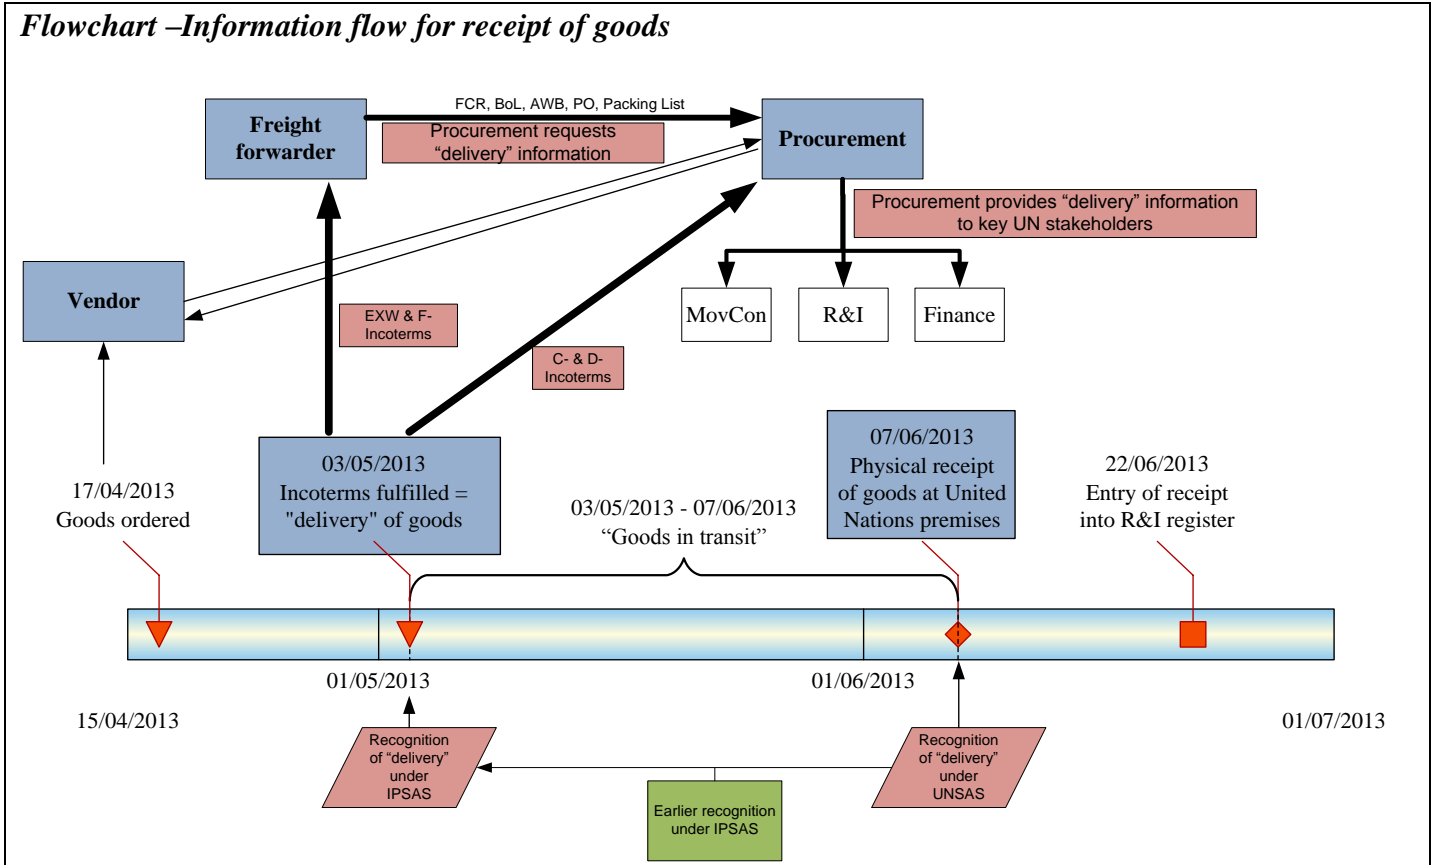 Flowchart –Information flow for receipt of goods
FCR, BoL, AWB, PO, Packing List
Freight
forwarder
Procurement requests
“delivery” information
Procurement
Procurement provides “delivery” information
to key UN stakeholders
Vendor
EXW & F-
Incoterms
MovCon
R&I
Finance
C- & D-
Incoterms
17/04/2013
Goods ordered
03/05/2013
Incoterms fulfilled =
"delivery" of goods
03/05/2013 - 07/06/2013
“Goods in transit”
07/06/2013
Physical receipt
of goods at United
Nations premises
22/06/2013
Entry of receipt
into R&I register
01/05/2013
01/06/2013
15/04/2013
01/07/2013
Recognition
of “delivery”
under
IPSAS
Recognition
of “delivery”
under
UNSAS
Earlier recognition
under IPSAS